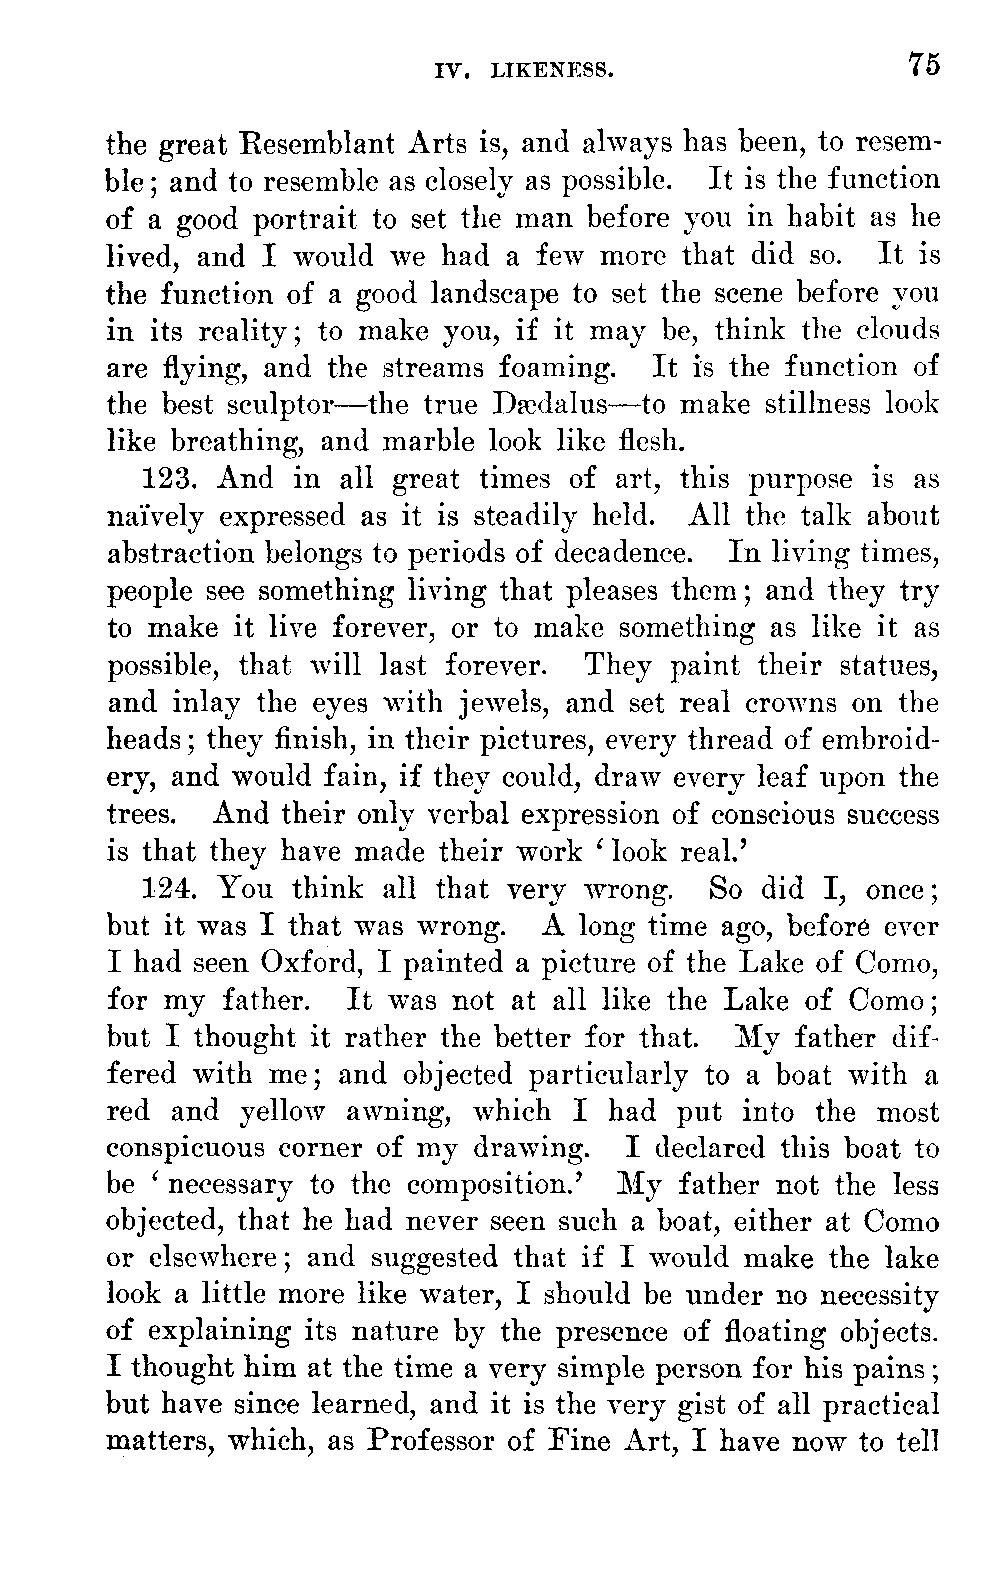 IV. LIKENESS. 75
the great Resemblant Arts is, and always has been, to resem-
ble; and to resemble as closely as possible. It is the function
of a good portrait to set the man before you in habit as he
lived, and I would we had a few more that did so. It is
the function of a good landscape to set the scene before you
in its reality; to make you, if it may be, think the clouds
are flying, and the streams foaming. It is the function of
the best sculptor—the true Dædalus—to make stillness look
like breathing, and marble look like flesh.
123. And in all great times of art, this purpose is as
naïvely expressed as it is steadily held. All the talk about
abstraction belongs to periods of decadence. In living times,
people see something living that pleases them; and they try
to make it live forever, or to make something as like it as
possible, that will last forever. They paint their statues,
and inlay the eyes with jewels, and set real crowns on the
heads; they finish, in their pictures, every thread of embroid-
ery, and would fain, if they could, draw every leaf upon the
trees. And their only verbal expression of conscious success
is that they have made their work ‘look real.’
124. You think all that very wrong. So did I, once;
but it was I that was wrong. A long time ago, before ever
I had seen Oxford, I painted a picture of the Lake of Como,
for my father. It was not at all like the Lake of Como;
but I thought it rather the better for that. My father dif-
fered with me; and objected particularly to a boat with a
red and yellow awning, which I had put into the most
conspicuous corner of my drawing. I declared this boat to
be ‘necessary to the composition.’ My father not the less
objected, that he had never seen such a boat, either at Como
or elsewhere; and suggested that if I would make the lake
look a little more like water, I should be under no necessity
of explaining its nature by the presence of floating objects.
I thought him at the time a very simple person for his pains;
but have since learned, and it is the very gist of all practical
matters, which, as Professor of Fine Art, I have now to tell